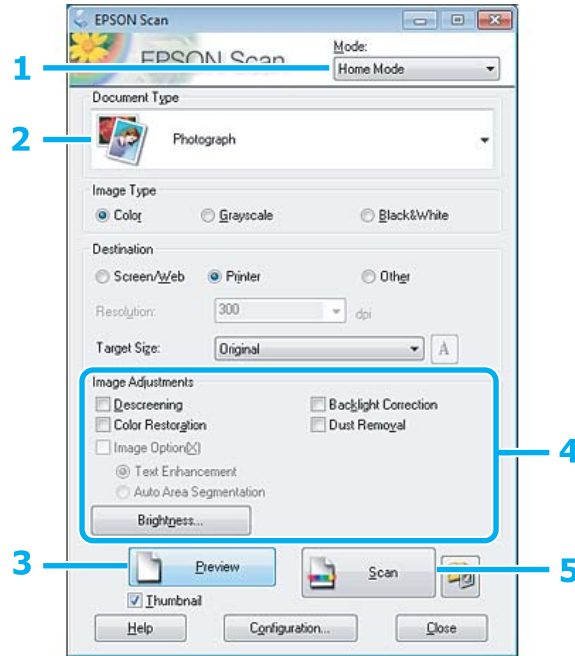 EPSON Scan
EPSON Scan
Mode:
1
Home Mode
Document Type
2
Photograph
Image Type
Color Grayscale Black&White
Destination
Screen/Web Printer Other
Resolution: 300 dpi
Target Size: Original A
Image Adjustments
Descreening Backlight Correction
Color Restoration Dust Removal
Image Option(X)
4
Text Enhancement
Auto Area Segmentation
Brightness...
3 Preview Scan 5
Thumbnail
Help Configuration... Close